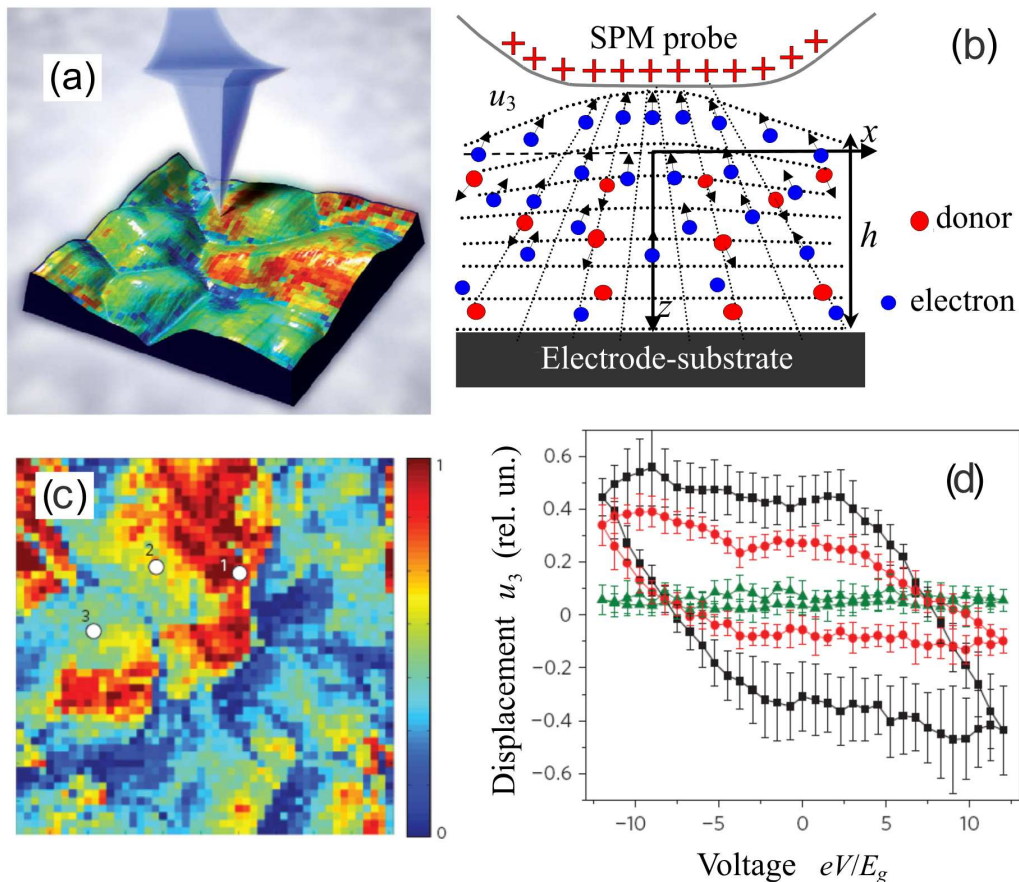 (a)
SPM probe
(b)
u₃
x
h
z
donor
electron
Electrode-substrate
(c)
1
2
3
1
0
(d)
Displacement u₃ (rel. un.)
0.6
0.4
0.2
0
-0.2
-0.4
-0.6
−10
−5
0
5
10
Voltage eV/E_g